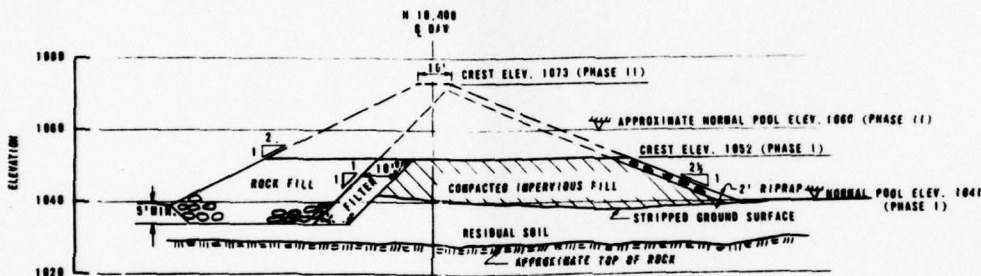 N 10,400
℄ DAM
1080
16'
CREST ELEV. 1073 (PHASE II)
1060
APPROXIMATE NORMAL POOL ELEV. 1060 (PHASE II)
2
1
CREST ELEV. 1052 (PHASE I)
ELEVATION
1
1
10'
2½
1
ROCK FILL
FILTER
COMPACTED IMPERVIOUS FILL
2' RIPRAP
1040
5' MIN.
NORMAL POOL ELEV. 1041
(PHASE I)
STRIPPED GROUND SURFACE
RESIDUAL SOIL
APPROXIMATE TOP OF ROCK
1020